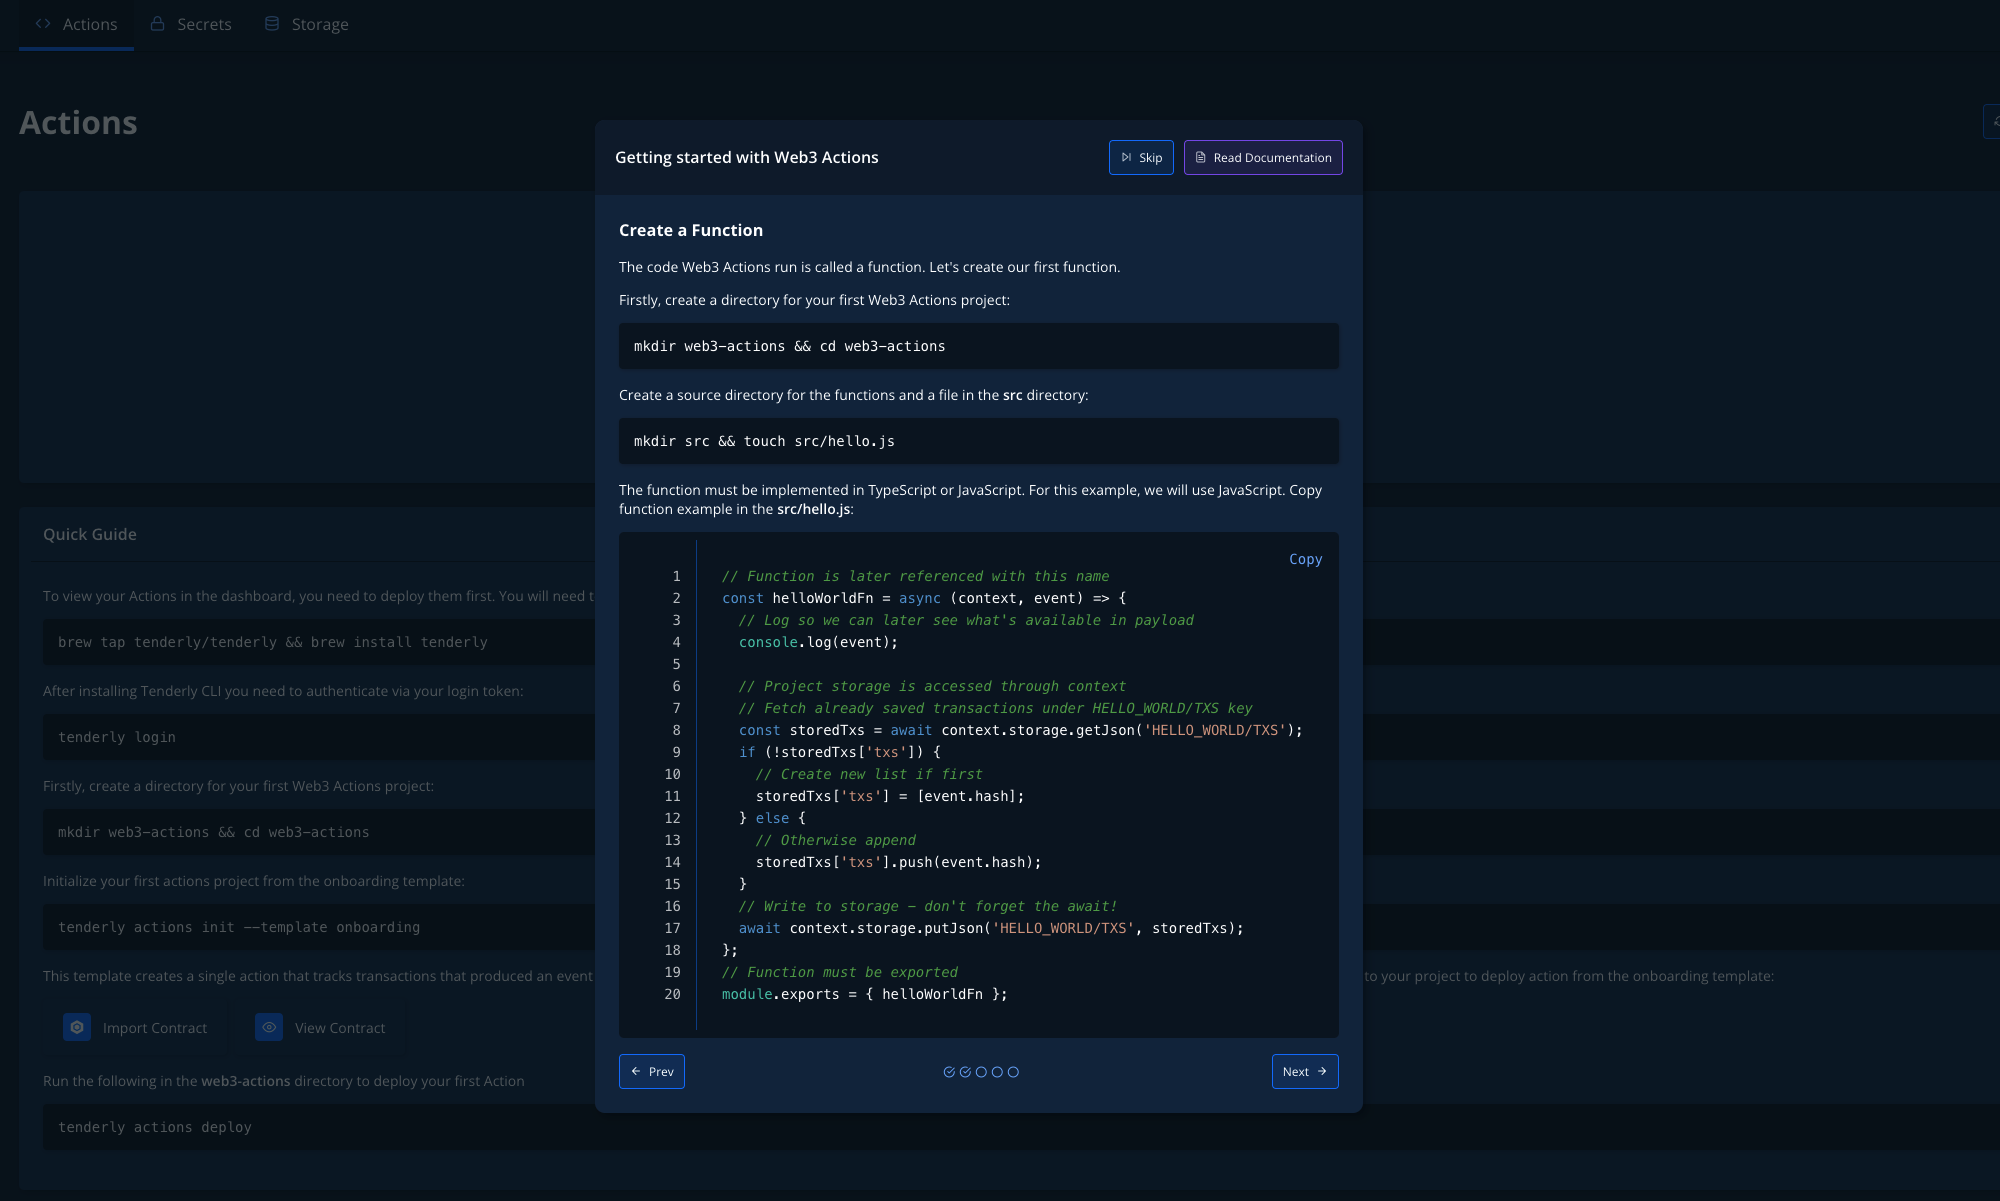 Actions
Secrets
Storage
Actions
Getting started with Web3 Actions
Skip
Read Documentation
Create a Function
The code Web3 Actions run is called a function. Let's create our first function.
Firstly, create a directory for your first Web3 Actions project:
mkdir web3-actions && cd web3-actions
Create a source directory for the functions and a file in the src directory:
mkdir src && touch src/hello.js
The function must be implemented in TypeScript or JavaScript. For this example, we will use JavaScript. Copy
function example in the src/hello.js:
Copy
1 // Function is later referenced with this name
2 const helloWorldFn = async (context, event) => {
3 // Log so we can later see what's available in payload
4 console.log(event);
5
6 // Project storage is accessed through context
7 // Fetch already saved transactions under HELLO_WORLD/TXS key
8 const storedTxs = await context.storage.getJson('HELLO_WORLD/TXS');
9 if (!storedTxs['txs']) {
10 // Create new list if first
11 storedTxs['txs'] = [event.hash];
12 } else {
13 // Otherwise append
14 storedTxs['txs'].push(event.hash);
15 }
16 // Write to storage – don't forget the await!
17 await context.storage.putJson('HELLO_WORLD/TXS', storedTxs);
18 };
19 // Function must be exported
20 module.exports = { helloWorldFn };
Prev
Next
Quick Guide
To view your Actions in the dashboard, you need to deploy them first. You will need t
brew tap tenderly/tenderly && brew install tenderly
After installing Tenderly CLI you need to authenticate via your login token:
tenderly login
Firstly, create a directory for your first Web3 Actions project:
mkdir web3-actions && cd web3-actions
Initialize your first actions project from the onboarding template:
tenderly actions init --template onboarding
This template creates a single action that tracks transactions that produced an event to your project to deploy action from the onboarding template:
Import Contract
View Contract
Run the following in the web3-actions directory to deploy your first Action
tenderly actions deploy